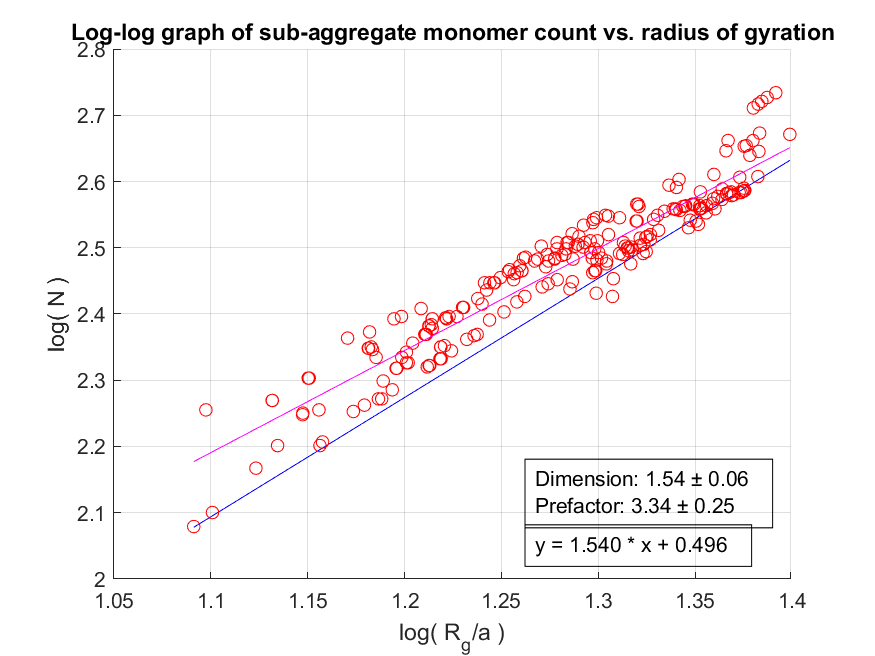 Log-log graph of sub-aggregate monomer count vs. radius of gyration
2.8
2.7
2.6
2.5
2.4
2.3
2.2
2.1
2
log( N )
Dimension: 1.54 ± 0.06
Prefactor: 3.34 ± 0.25
y = 1.540 * x + 0.496
1.05 1.1 1.15 1.2 1.25 1.3 1.35 1.4
log( R_g/a )